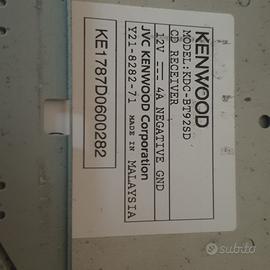 KENWOOD
MODEL:KDC-BT92SD
CD RECEIVER
12V ⎓ 4A NEGATIVE GND
JVC KENWOOD Corporation
Y21-8282-71 MADE IN MALAYSIA
KE1787D0600282
subito